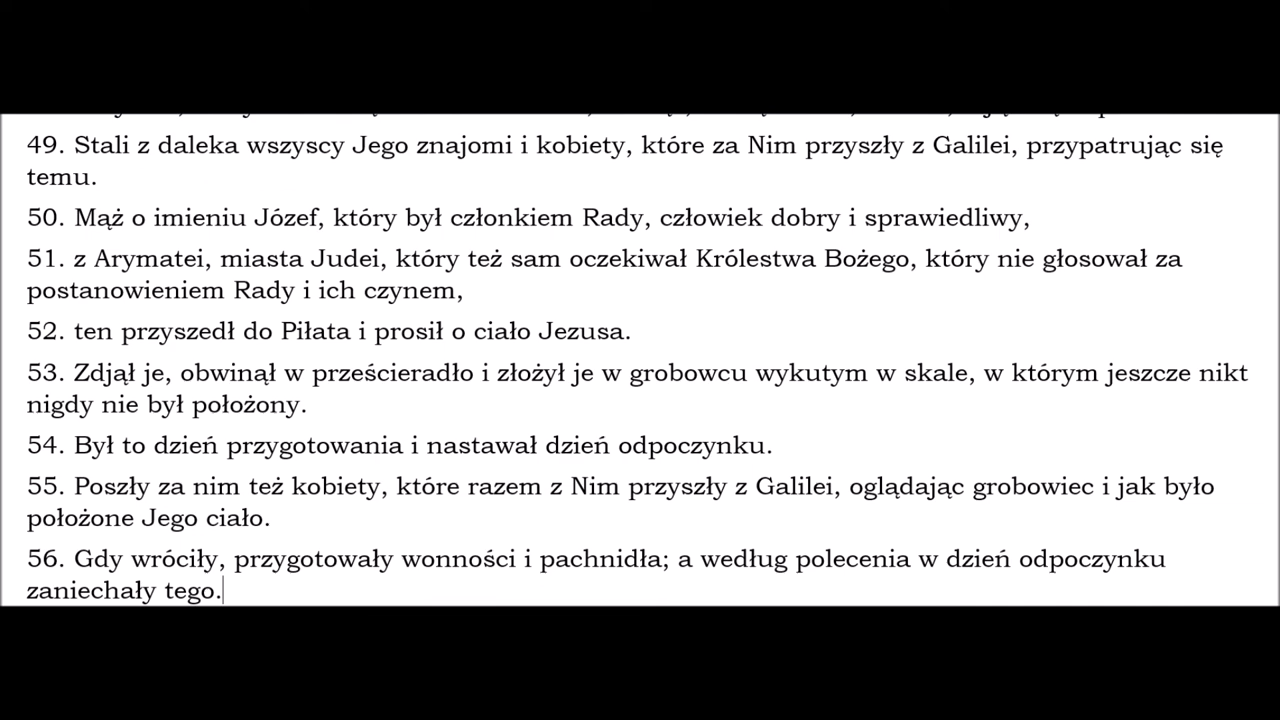 49. Stali z daleka wszyscy Jego znajomi i kobiety, które za Nim przyszły z Galilei, przypatrując się
temu.
50. Mąż o imieniu Józef, który był członkiem Rady, człowiek dobry i sprawiedliwy,
51. z Arymatei, miasta Judei, który też sam oczekiwał Królestwa Bożego, który nie głosował za
postanowieniem Rady i ich czynem,
52. ten przyszedł do Piłata i prosił o ciało Jezusa.
53. Zdjął je, obwinął w prześcieradło i złożył je w grobowcu wykutym w skale, w którym jeszcze nikt
nigdy nie był położony.
54. Był to dzień przygotowania i nastawał dzień odpoczynku.
55. Poszły za nim też kobiety, które razem z Nim przyszły z Galilei, oglądając grobowiec i jak było
położone Jego ciało.
56. Gdy wróciły, przygotowały wonności i pachnidła; a według polecenia w dzień odpoczynku
zaniechały tego.